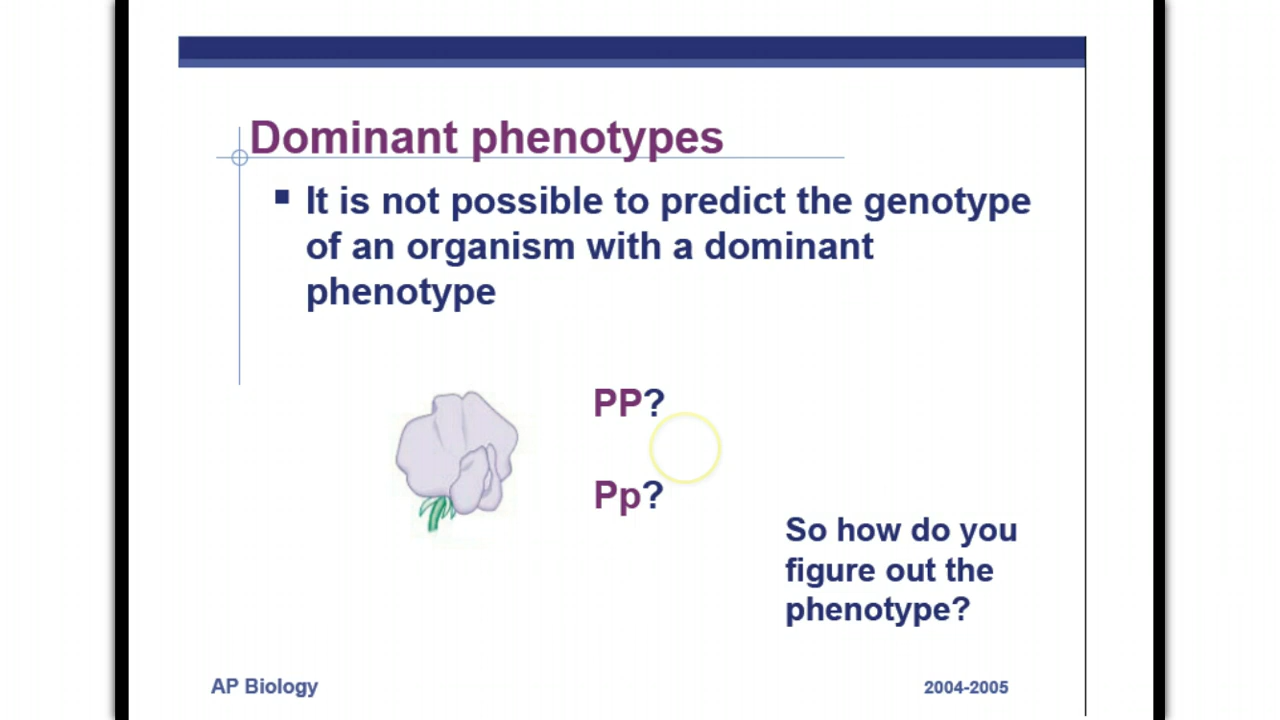 Dominant phenotypes
It is not possible to predict the genotype
of an organism with a dominant
phenotype
PP?
Pp?
So how do you
figure out the
phenotype?
AP Biology
2004-2005